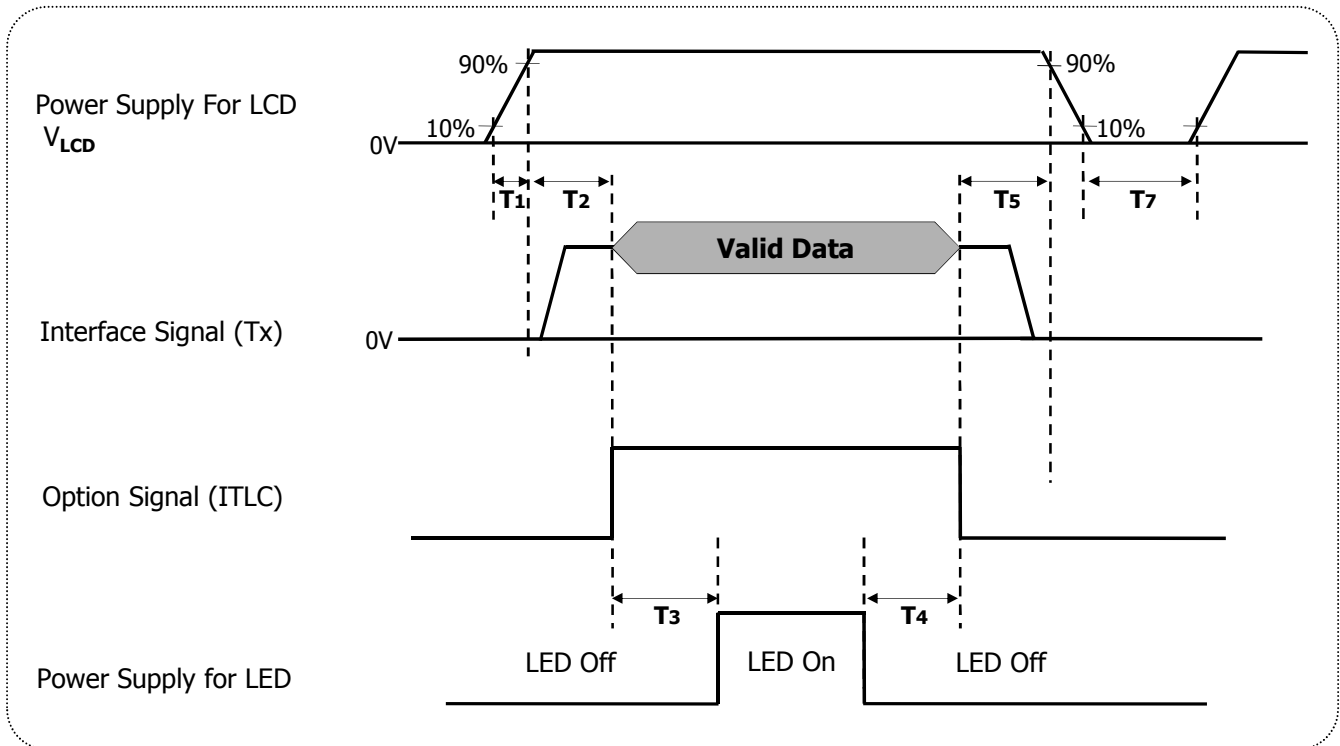 90%
90%
Power Supply For LCD
VLCD
10%
10%
0V
T1
T2
T5
T7
Valid Data
Interface Signal (Tx)
0V
Option Signal (ITLC)
T3
T4
LED Off
LED On
LED Off
Power Supply for LED